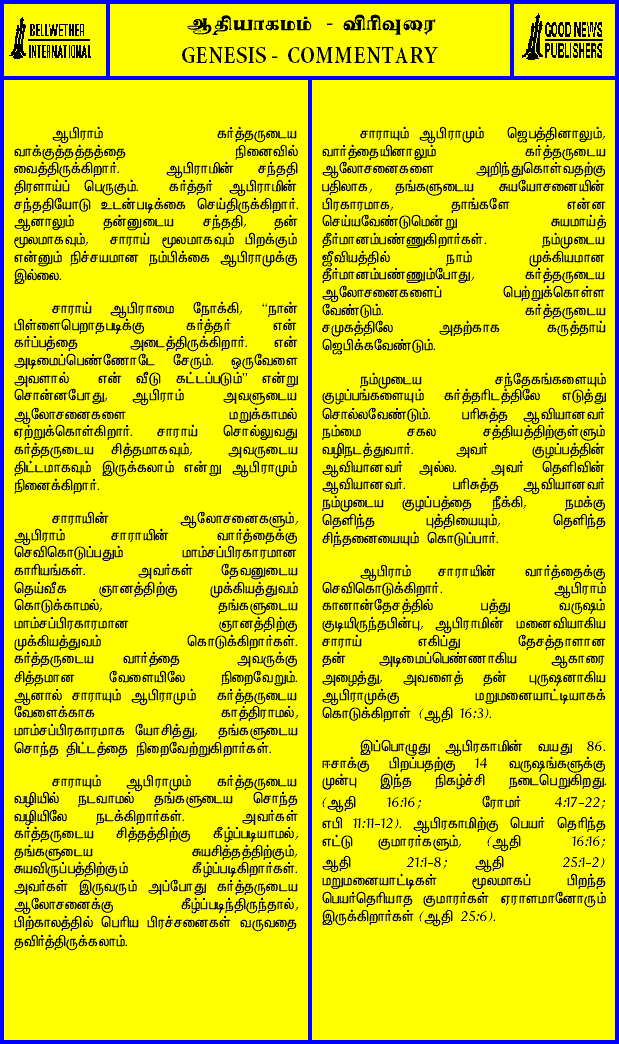 BELLWETHER
INTERNATIONAL
ஆதியாகமம் - விரிவுரை
GENESIS - COMMENTARY
GOOD NEWS
PUBLISHERS
ஆபிராம் கர்த்தருடைய
வாக்குத்தத்தத்தை நினைவில்
வைத்திருக்கிறார். ஆபிராமின் சந்ததி
திரளாய்ப் பெருகும். கர்த்தர் ஆபிராமின்
சந்ததியோடு உடன்படிக்கை செய்திருக்கிறார்.
ஆனாலும் தன்னுடைய சந்ததி, தன்
மூலமாகவும், சாராய் மூலமாகவும் பிறக்கும்
என்னும் நிச்சயமான நம்பிக்கை ஆபிராமுக்கு
இல்லை.
சாராய் ஆபிராமை நோக்கி, “நான்
பிள்ளைபெறாதபடிக்கு கர்த்தர் என்
கர்ப்பத்தை அடைத்திருக்கிறார். என்
அடிமைப்பெண்ணோடே சேரும். ஒருவேளை
அவளால் என் வீடு கட்டப்படும்” என்று
சொன்னபோது, ஆபிராம் அவளுடைய
ஆலோசனைகளை மறுக்காமல்
ஏற்றுக்கொள்கிறார். சாராய் சொல்லுவது
கர்த்தருடைய சித்தமாகவும், அவருடைய
திட்டமாகவும் இருக்கலாம் என்று ஆபிராமும்
நினைக்கிறார்.
சாராயின் ஆலோசனைகளும்,
ஆபிராம் சாராயின் வார்த்தைக்கு
செவிகொடுப்பதும் மாம்சப்பிரகாரமான
காரியங்கள். அவர்கள் தேவனுடைய
தெய்வீக ஞானத்திற்கு முக்கியத்துவம்
கொடுக்காமல், தங்களுடைய
மாம்சப்பிரகாரமான ஞானத்திற்கு
முக்கியத்துவம் கொடுக்கிறார்கள்.
கர்த்தருடைய வார்த்தை அவருக்கு
சித்தமான வேளையிலே நிறைவேறும்.
ஆனால் சாராயும் ஆபிராமும் கர்த்தருடைய
வேளைக்காக காத்திராமல்,
மாம்சப்பிரகாரமாக யோசித்து, தங்களுடைய
சொந்த திட்டத்தை நிறைவேற்றுகிறார்கள்.
சாராயும் ஆபிராமும் கர்த்தருடைய
வழியில் நடவாமல் தங்களுடைய சொந்த
வழியிலே நடக்கிறார்கள். அவர்கள்
கர்த்தருடைய சித்தத்திற்கு கீழ்ப்படியாமல்,
தங்களுடைய சுயசித்தத்திற்கும்,
சுயவிருப்பத்திற்கும் கீழ்ப்படிகிறார்கள்.
அவர்கள் இருவரும் அப்போது கர்த்தருடைய
ஆலோசனைக்கு கீழ்ப்படிந்திருந்தால்,
பிற்காலத்தில் பெரிய பிரச்சனைகள் வருவதை
தவிர்த்திருக்கலாம்.
சாராயும் ஆபிராமும் ஜெபத்தினாலும்,
வார்த்தையினாலும் கர்த்தருடைய
ஆலோசனைகளை அறிந்துகொள்வதற்கு
பதிலாக, தங்களுடைய சுயயோசனையின்
பிரகாரமாக, தாங்களே என்ன
செய்யவேண்டுமென்று சுயமாய்த்
தீர்மானம்பண்ணுகிறார்கள். நம்முடைய
ஜீவியத்தில் நாம் முக்கியமான
தீர்மானம்பண்ணும்போது, கர்த்தருடைய
ஆலோசனைகளைப் பெற்றுக்கொள்ள
வேண்டும். கர்த்தருடைய
சமுகத்திலே அதற்காக கருத்தாய்
ஜெபிக்கவேண்டும்.
நம்முடைய சந்தேகங்களையும்
குழப்பங்களையும் கர்த்தரிடத்திலே எடுத்து
சொல்லவேண்டும். பரிசுத்த ஆவியானவர்
நம்மை சகல சத்தியத்திற்குள்ளும்
வழிநடத்துவார். அவர் குழப்பத்தின்
ஆவியானவர் அல்ல. அவர் தெளிவின்
ஆவியானவர். பரிசுத்த ஆவியானவர்
நம்முடைய குழப்பத்தை நீக்கி, நமக்கு
தெளிந்த புத்தியையும், தெளிந்த
சிந்தனையையும் கொடுப்பார்.
ஆபிராம் சாராயின் வார்த்தைக்கு
செவிகொடுக்கிறார். ஆபிராம்
கானான்தேசத்தில் பத்து வருஷம்
குடியிருந்தபின்பு, ஆபிராமின் மனைவியாகிய
சாராய் எகிப்து தேசத்தாளான
தன் அடிமைப்பெண்ணாகிய ஆகாரை
அழைத்து, அவளைத் தன் புருஷனாகிய
ஆபிராமுக்கு மறுமனையாட்டியாகக்
கொடுக்கிறாள் (ஆதி 16:3).
இப்பொழுது ஆபிரகாமின் வயது 86.
ஈசாக்கு பிறப்பதற்கு 14 வருஷங்களுக்கு
முன்பு இந்த நிகழ்ச்சி நடைபெறுகிறது.
(ஆதி 16:16; ரோமர் 4:17-22;
எபி 11:11-12). ஆபிரகாமிற்கு பெயர் தெரிந்த
எட்டு குமாரர்களும், (ஆதி 16:16;
ஆதி 21:1-8; ஆதி 25:1-2)
மறுமனையாட்டிகள் மூலமாகப் பிறந்த
பெயர்தெரியாத குமாரர்கள் ஏராளமானோரும்
இருக்கிறார்கள் (ஆதி 25:6).